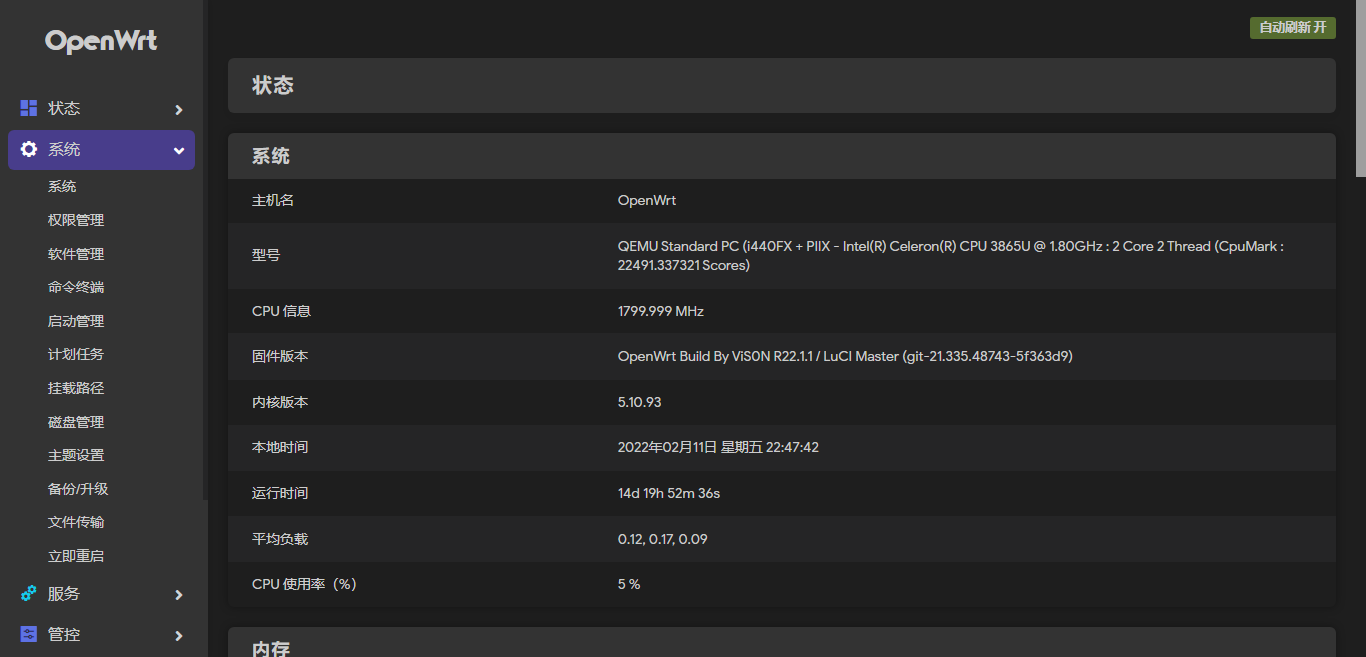 OpenWrt
状态
系统
系统
权限管理
软件管理
命令终端
启动管理
计划任务
挂载路径
磁盘管理
主题设置
备份/升级
文件传输
立即重启
服务
管控
自动刷新 开
状态
系统
主机名 OpenWrt
型号 QEMU Standard PC (i440FX + PIIX - Intel(R) Celeron(R) CPU 3865U @ 1.80GHz : 2 Core 2 Thread (CpuMark :
22491.337321 Scores)
CPU 信息 1799.999 MHz
固件版本 OpenWrt Build By ViS0N R22.1.1 / LuCI Master (git-21.335.48743-5f363d9)
内核版本 5.10.93
本地时间 2022年02月11日 星期五 22:47:42
运行时间 14d 19h 52m 36s
平均负载 0.12, 0.17, 0.09
CPU 使用率（%） 5 %
内存